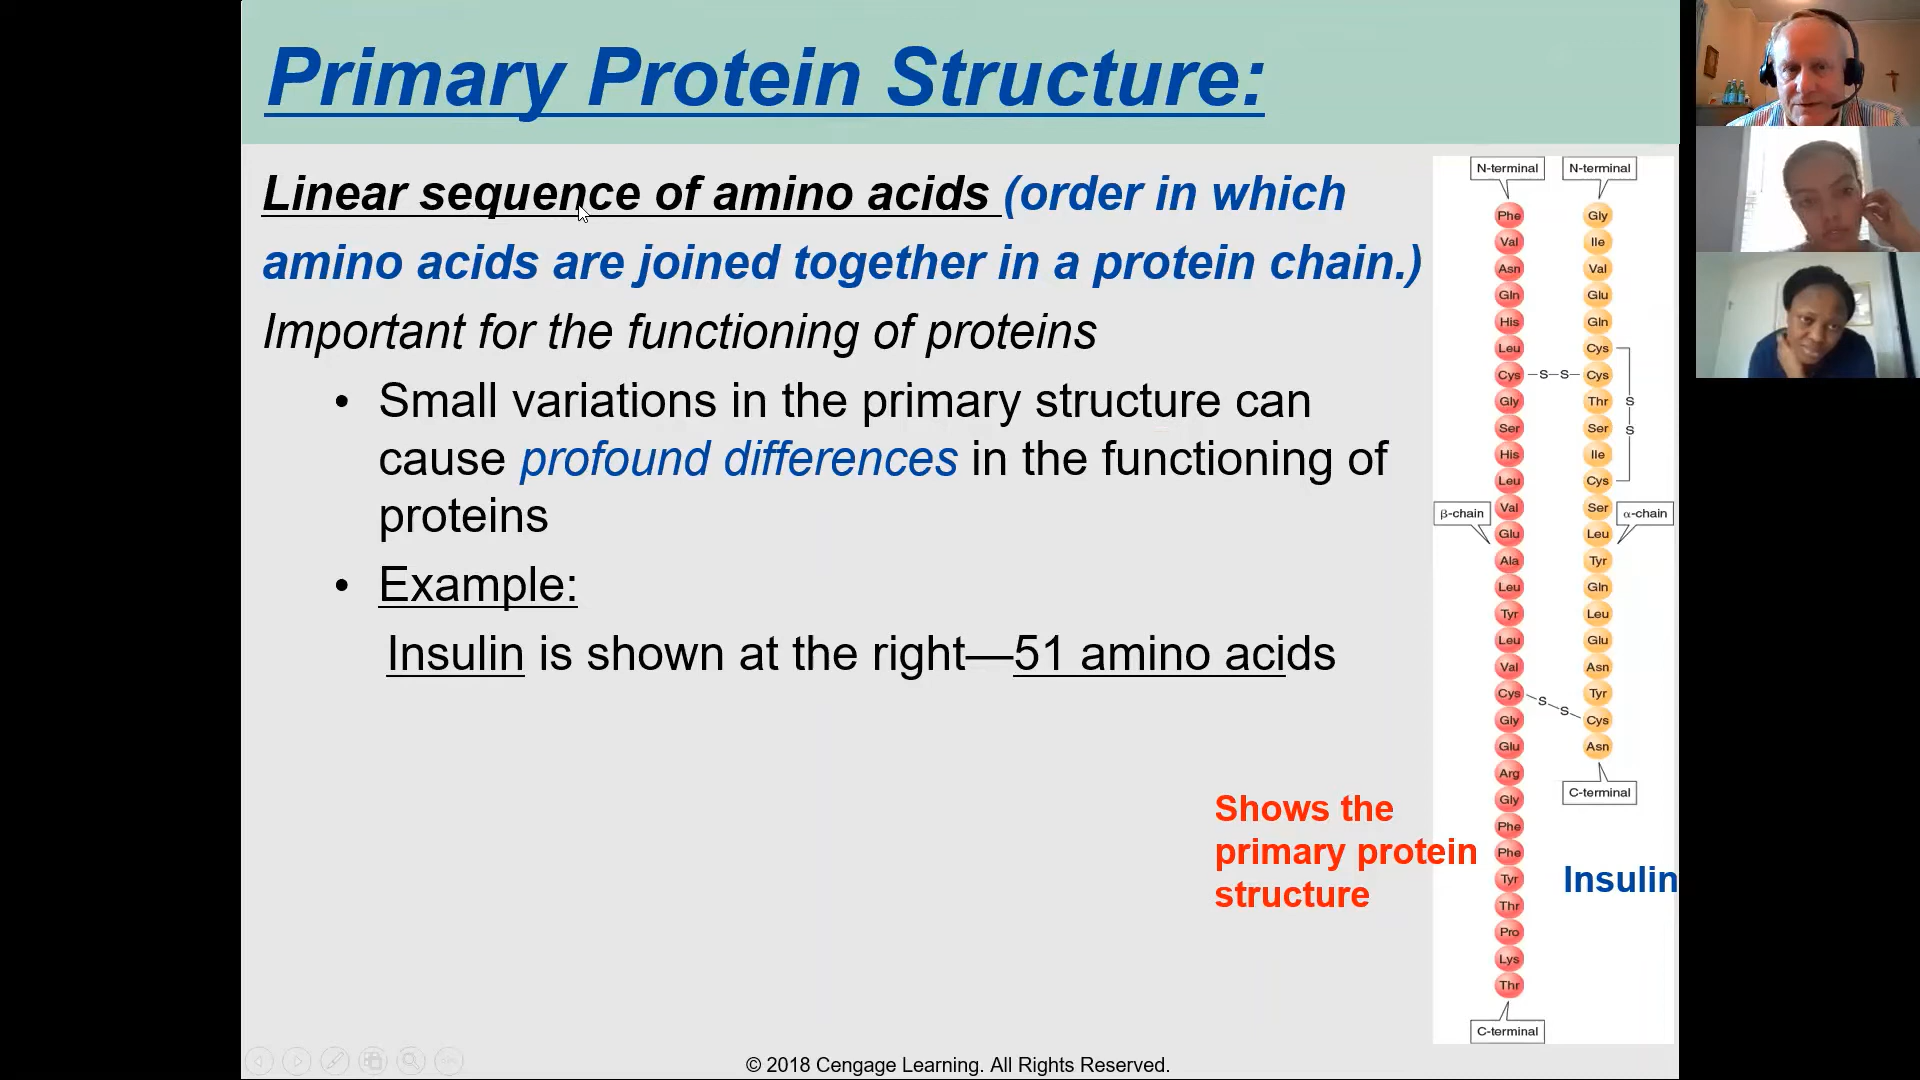 Primary Protein Structure:
Linear sequence of amino acids (order in which
amino acids are joined together in a protein chain.)
Important for the functioning of proteins
• Small variations in the primary structure can
cause profound differences in the functioning of
proteins
• Example:
Insulin is shown at the right—51 amino acids
Shows the
primary protein
structure
N-terminal
Phe
Val
Asn
Gln
His
Leu
Cys
Gly
Ser
His
Leu
Val
Glu
Ala
Leu
Tyr
Leu
Val
Cys
Gly
Glu
Arg
Gly
Phe
Phe
Tyr
Thr
Pro
Lys
Thr
C-terminal
β-chain
S–S
S
S
N-terminal
Gly
Ile
Val
Glu
Gln
Cys
Cys
Thr
Ser
Ile
Cys
Ser
Leu
Tyr
Gln
Leu
Glu
Asn
Tyr
Cys
Asn
C-terminal
S
S
α-chain
Insulin
© 2018 Cengage Learning. All Rights Reserved.